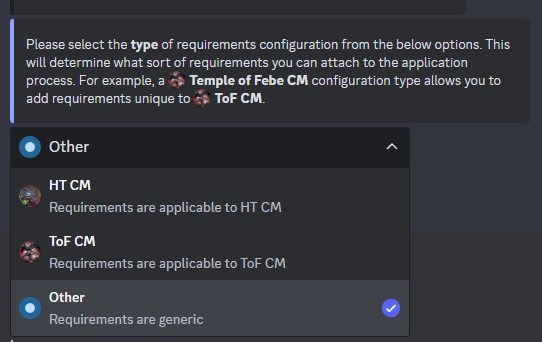 Please select the type of requirements configuration from the below options. This
will determine what sort of requirements you can attach to the application
process. For example, a Temple of Febe CM configuration type allows you to
add requirements unique to ToF CM.
Other
HT CM
Requirements are applicable to HT CM
ToF CM
Requirements are applicable to ToF CM
Other
Requirements are generic